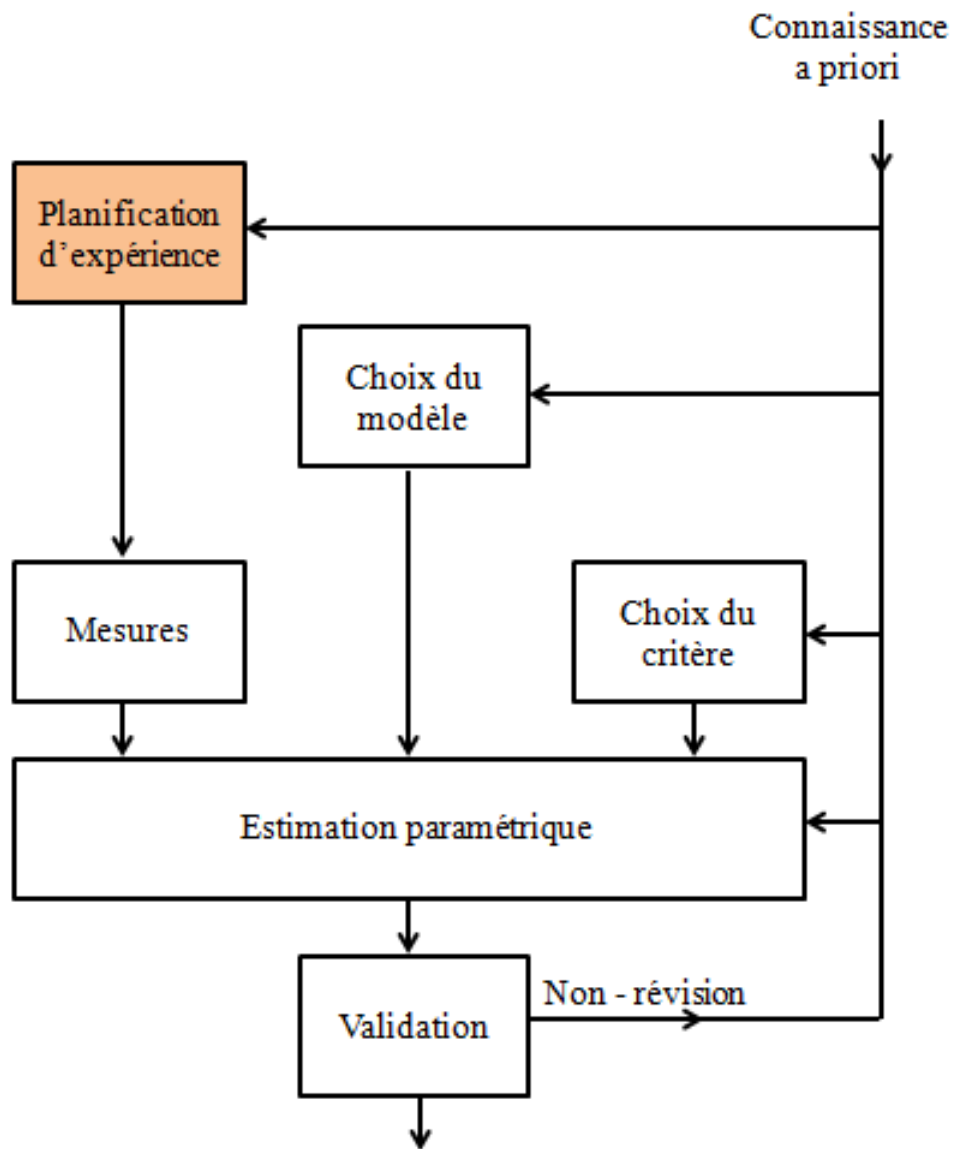 Connaissance
a priori
Planification
d'expérience
Choix du
modèle
Mesures
Choix du
critère
Estimation paramétrique
Non - révision
Validation